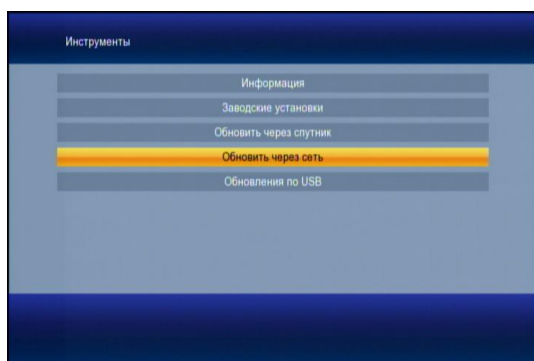 Инструменты
Информация
Заводские установки
Обновить через спутник
Обновить через сеть
Обновления по USB